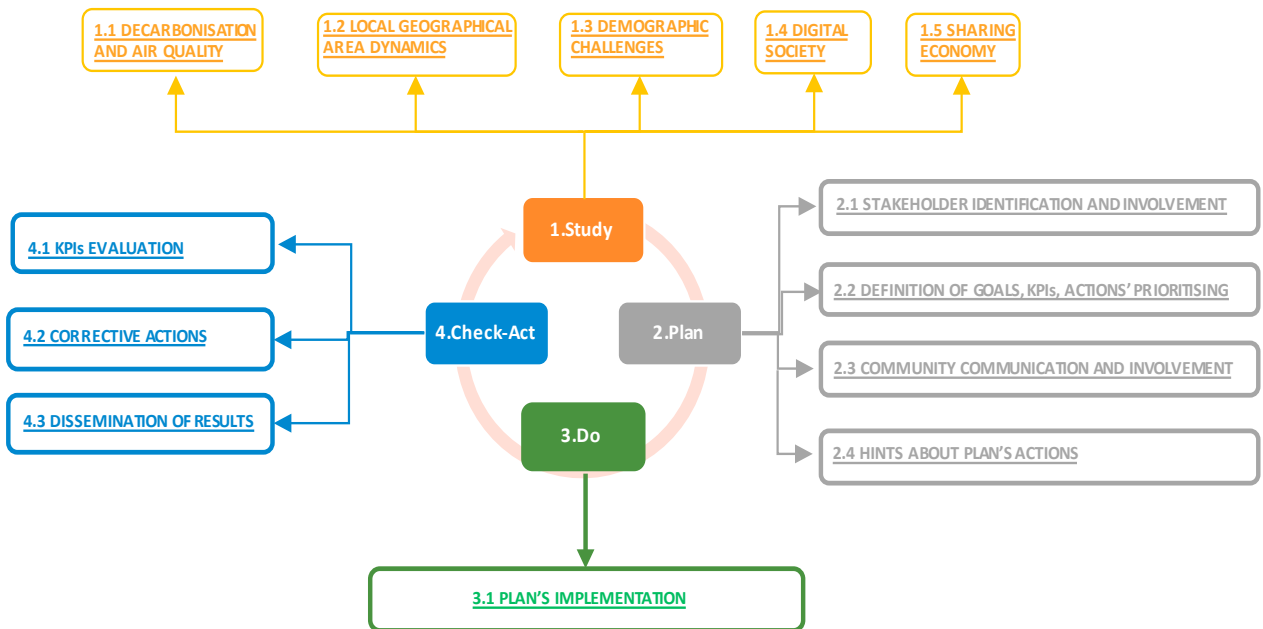 1.1 DECARBONISATION
AND AIR QUALITY
1.2 LOCAL GEOGRAPHICAL
AREA DYNAMICS
1.3 DEMOGRAPHIC
CHALLENGES
1.4 DIGITAL
SOCIETY
1.5 SHARING
ECONOMY
1.Study
2.Plan
3.Do
4.Check-Act
2.1 STAKEHOLDER IDENTIFICATION AND INVOLVEMENT
2.2 DEFINITION OF GOALS, KPIs, ACTIONS’ PRIORITISING
2.3 COMMUNITY COMMUNICATION AND INVOLVEMENT
2.4 HINTS ABOUT PLAN’S ACTIONS
3.1 PLAN’S IMPLEMENTATION
4.1 KPIs EVALUATION
4.2 CORRECTIVE ACTIONS
4.3 DISSEMINATION OF RESULTS